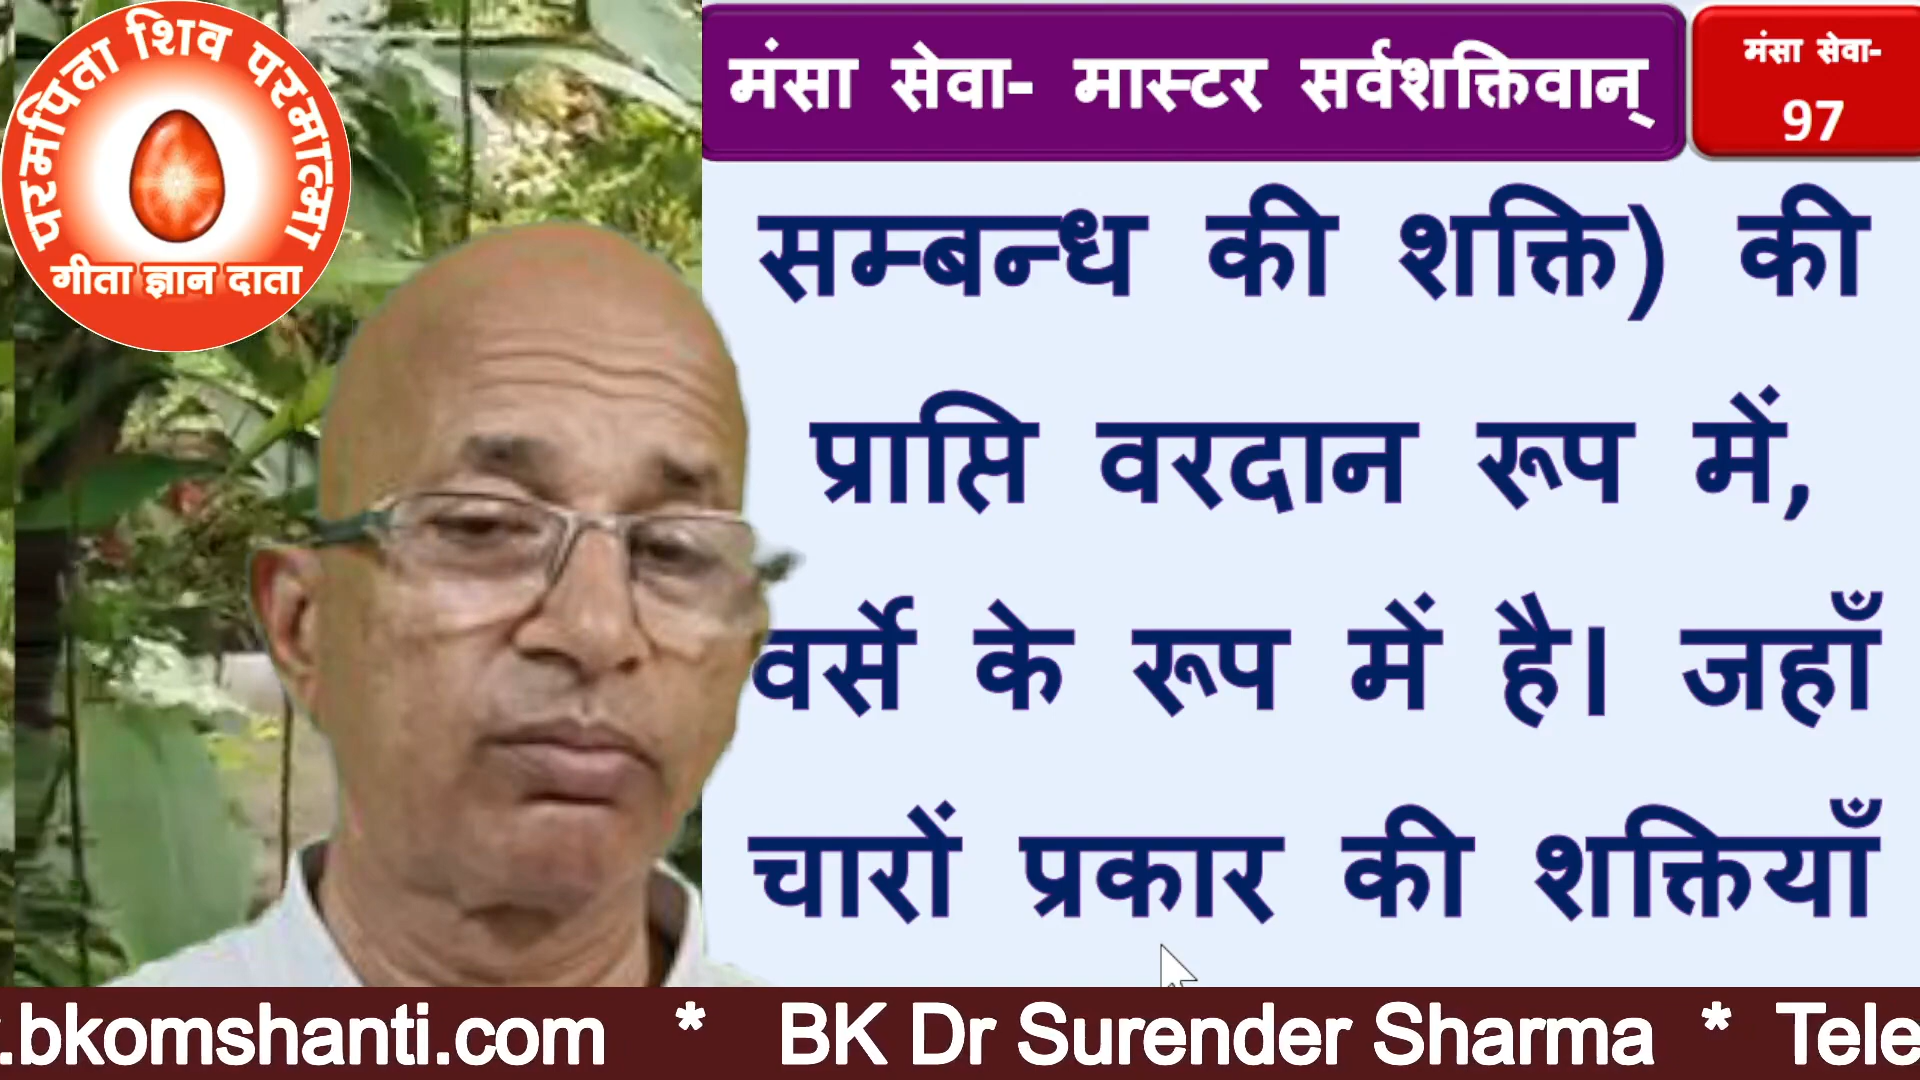 परमपिता शिव परमात्मा
गीता ज्ञान दाता
मंसा सेवा- मास्टर सर्वशक्तिवान्
मंसा सेवा-
97
सम्बन्ध की शक्ति) की
प्राप्ति वरदान रूप में,
वर्से के रूप में है। जहाँ
चारों प्रकार की शक्तियाँ
.bkomshanti.com * BK Dr Surender Sharma * Tele